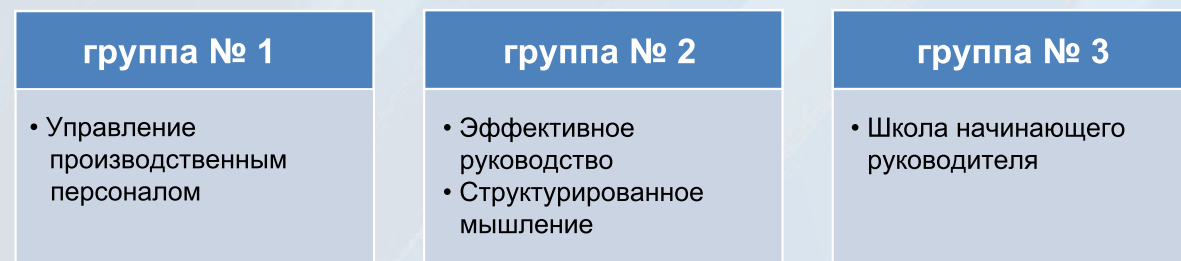 группа № 1
• Управление
производственным
персоналом
группа № 2
• Эффективное
руководство
• Структурированное
мышление
группа № 3
• Школа начинающего
руководителя